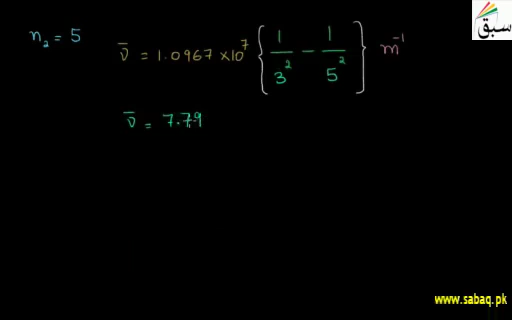 سبق
n₂ = 5
ν̄ = 1.0967 × 10⁷ { 1/3² − 1/5² } m⁻¹
ν̄ = 7.79
www.sabaq.pk